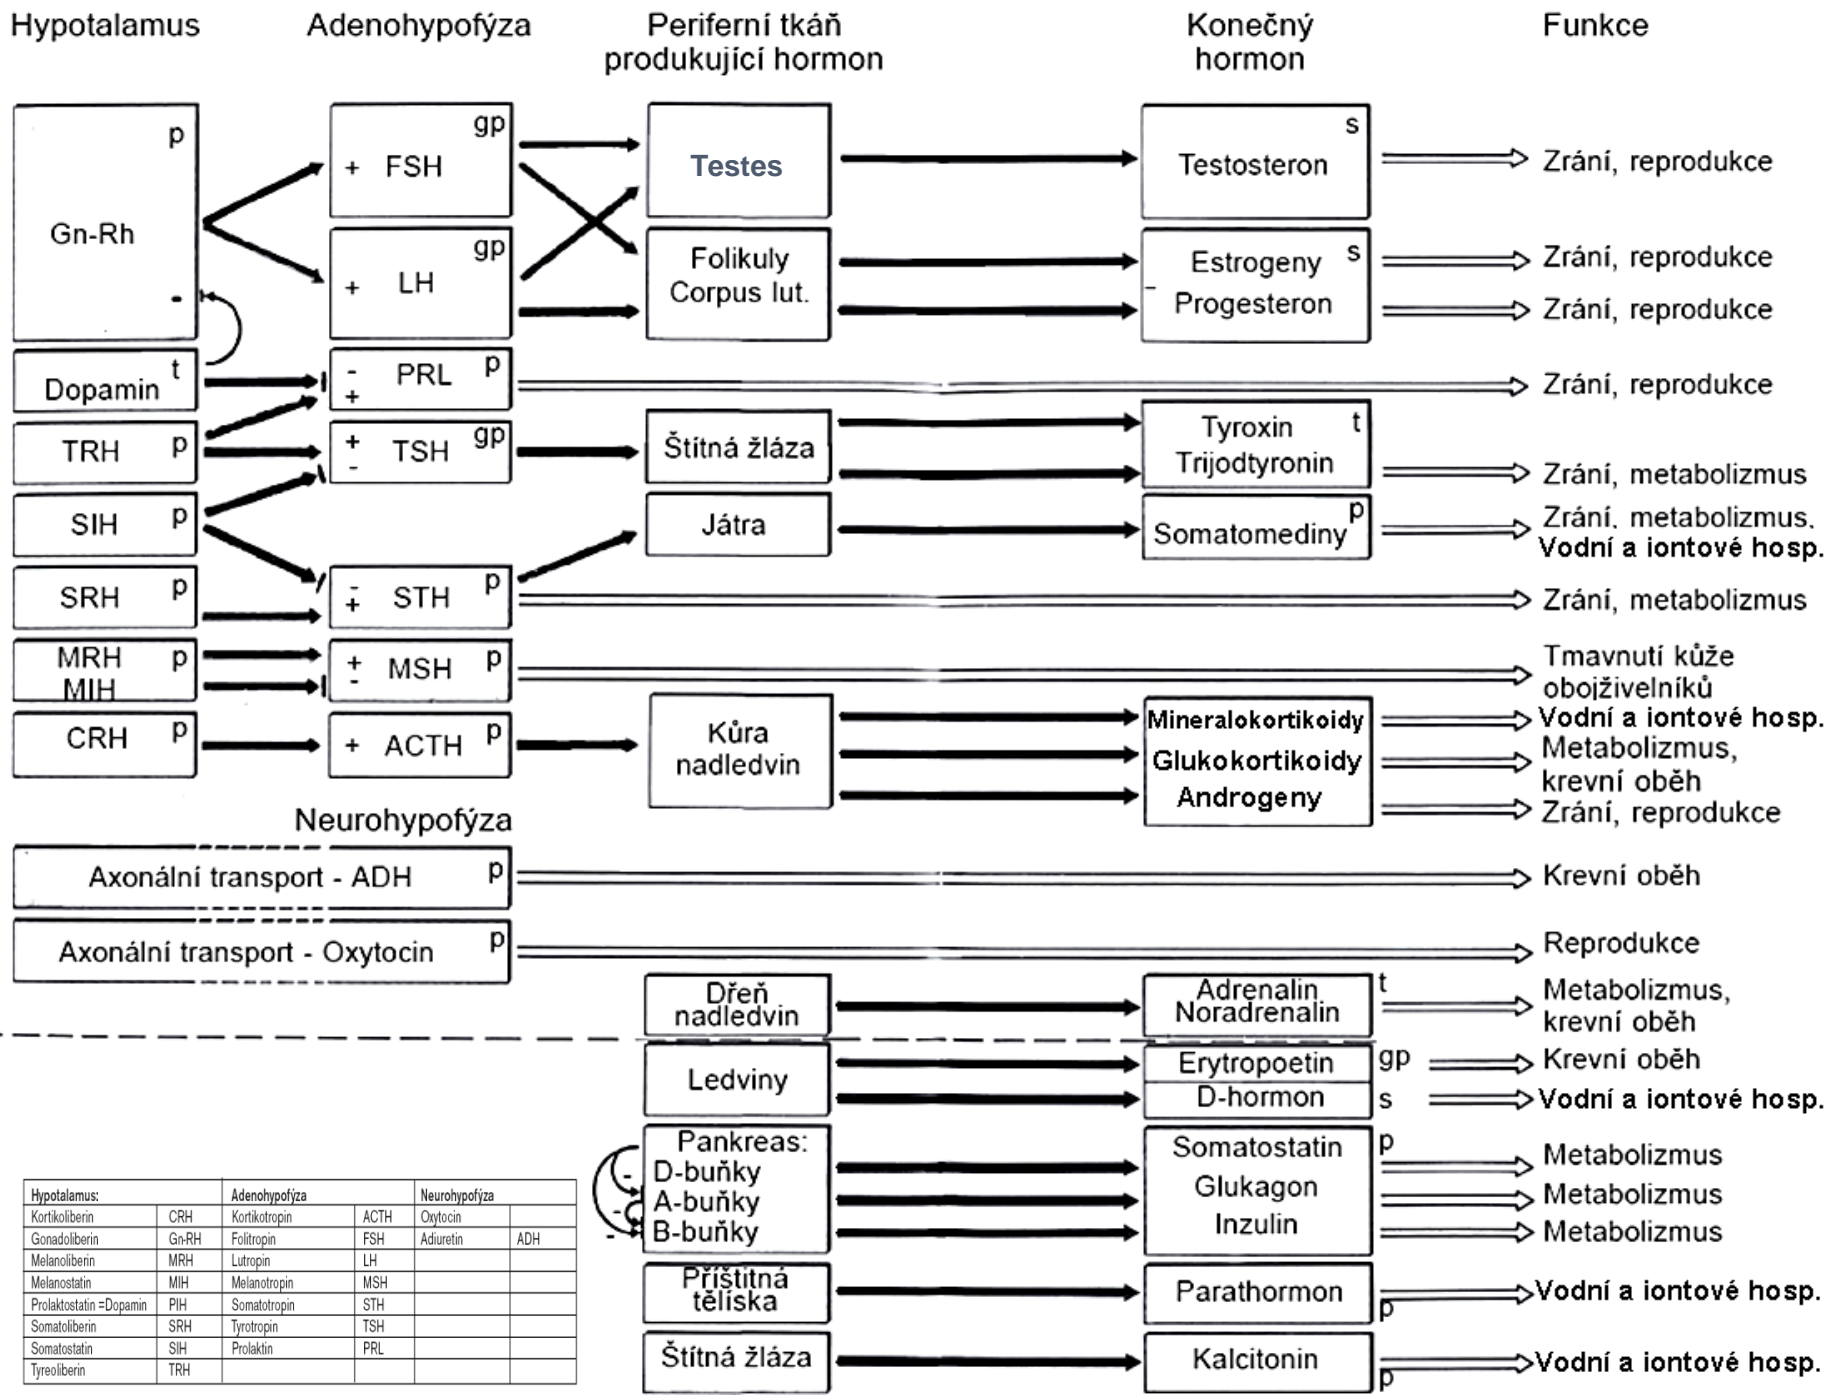 Hypotalamus
Adenohypofýza
Periferní tkáň
produkující hormon
Konečný
hormon
Funkce
p
Gn-Rh
-
gp
+ FSH
gp
+ LH
Testes
Folikuly
Corpus lut.
s
Testosteron
s
Estrogeny
- Progesteron
Zrání, reprodukce
Zrání, reprodukce
Zrání, reprodukce
t
Dopamin
p
- PRL
+
Zrání, reprodukce
TRH p
gp
+ TSH
-
Štítná žláza
Tyroxin t
Trijodtyronin
Zrání, metabolizmus
SIH p
Játra
p
Somatomediny
Zrání, metabolizmus.
Vodní a iontové hosp.
SRH p
- STH p
+
Zrání, metabolizmus
MRH p
MIH
+ MSH p
-
Tmavnutí kůže
obojživelníků
CRH p
+ ACTH p
Kůra
nadledvin
Mineralokortikoidy
Glukokortikoidy
Androgeny
Vodní a iontové hosp.
Metabolizmus,
krevní oběh
Zrání, reprodukce
Neurohypofýza
Axonální transport - ADH p
Krevní oběh
Axonální transport - Oxytocin p
Reprodukce
Dřeň
nadledvin
Adrenalin t
Noradrenalin
Metabolizmus,
krevní oběh
Ledviny
Erytropoetin gp
D-hormon s
Krevní oběh
Vodní a iontové hosp.
Pankreas:
- D-buňky
- A-buňky
- B-buňky
Somatostatin p
Glukagon
Inzulin
Metabolizmus
Metabolizmus
Metabolizmus
Příštitná
tělíska
Parathormon
p
Vodní a iontové hosp.
Štítná žláza
Kalcitonin
p
Vodní a iontové hosp.
Hypotalamus: Adenohypofýza Neurohypofýza
Kortikoliberin CRH Kortikotropin ACTH Oxytocin
Gonadoliberin Gn-RH Folitropin FSH Adiuretin ADH
Melanoliberin MRH Lutropin LH
Melanostatin MIH Melanotropin MSH
Prolaktostatin =Dopamin PIH Somatotropin STH
Somatoliberin SRH Tyrotropin TSH
Somatostatin SIH Prolaktin PRL
Tyreoliberin TRH